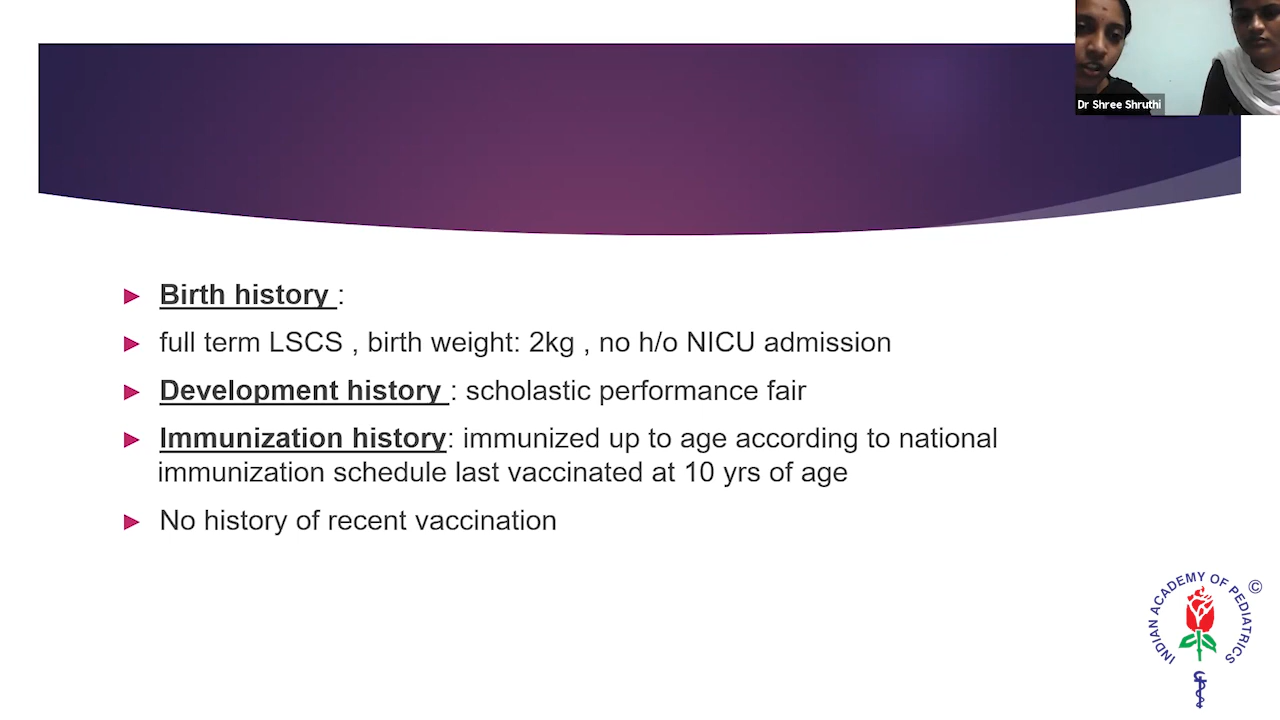 Dr Shree Shruthi
Birth history :
full term LSCS , birth weight: 2kg , no h/o NICU admission
Development history : scholastic performance fair
Immunization history: immunized up to age according to national
immunization schedule last vaccinated at 10 yrs of age
No history of recent vaccination
INDIAN ACADEMY OF PEDIATRICS ©